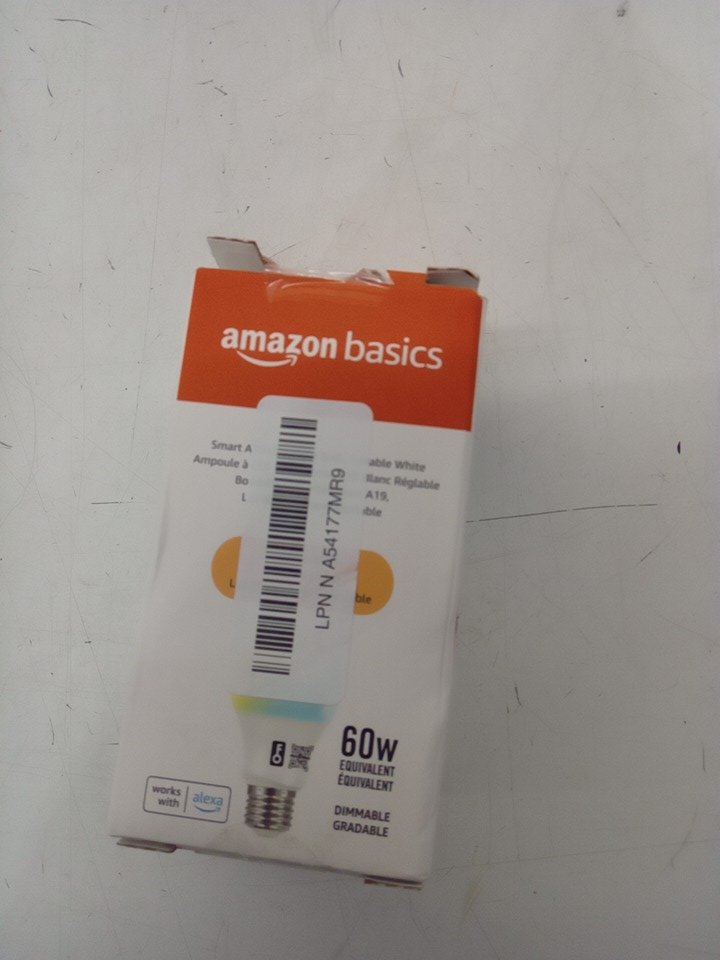 amazon basics
Smart A
able White
Ampoule à
Blanc Réglable
Bo
A19,
L
ble
L
ble
LPN N A54177MR9
60W
EQUIVALENT
ÉQUIVALENT
works
with
alexa
DIMMABLE
GRADABLE